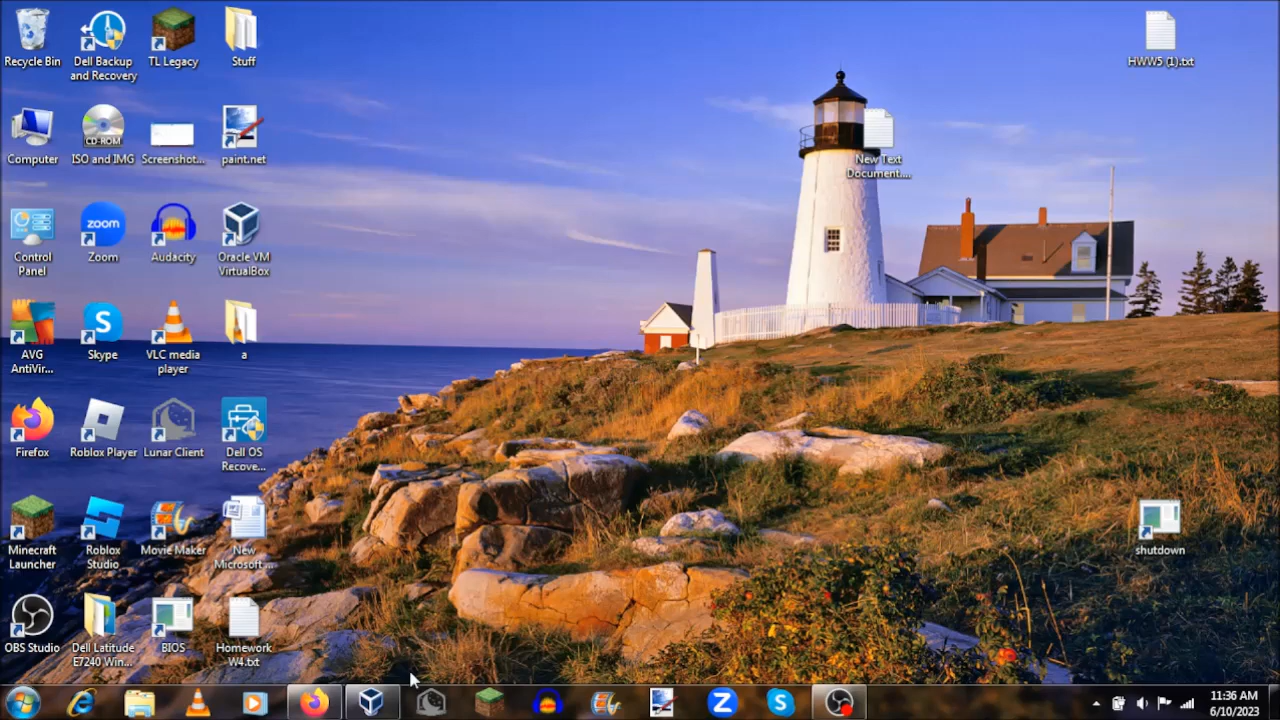 Recycle Bin
Dell Backup
and Recovery
TL Legacy
Stuff
HWW5 (1).txt
Computer
CD-ROM
ISO and IMG
Screenshot...
paint.net
New Text
Document....
Control
Panel
zoom
Zoom
Audacity
Oracle VM
VirtualBox
AVG
AntiVir...
S
Skype
VLC media
player
a
Firefox
Roblox Player
Lunar Client
Dell OS
Recove...
Minecraft
Launcher
Roblox
Studio
Movie Maker
New
Microsoft ...
shutdown
OBS Studio
Dell Latitude
E7240 Win...
BIOS
Homework
W4.txt
Z
S
11:36 AM
6/10/2023